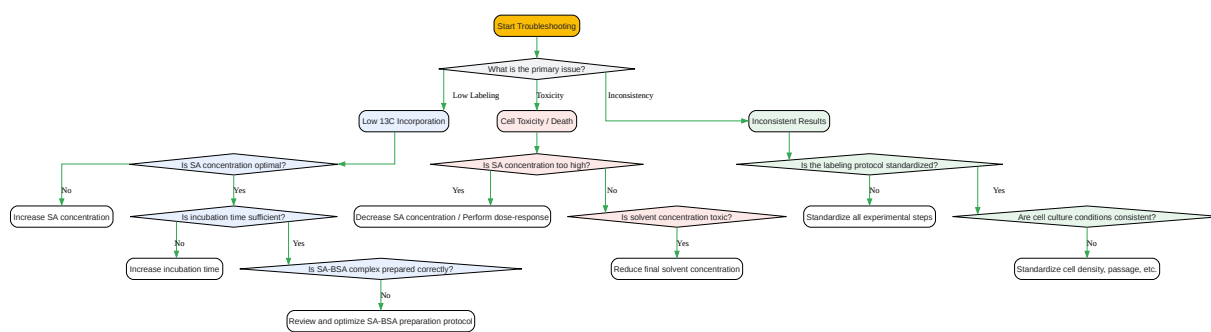 Start Troubleshooting
What is the primary issue?
Low Labeling
Toxicity
Inconsistency
Low 13C Incorporation
Cell Toxicity / Death
Inconsistent Results
Is SA concentration optimal?
Is SA concentration too high?
Is the labeling protocol standardized?
No
Yes
Yes
No
No
Yes
Increase SA concentration
Is incubation time sufficient?
Decrease SA concentration / Perform dose-response
Is solvent concentration toxic?
Standardize all experimental steps
Are cell culture conditions consistent?
No
Yes
Yes
No
Increase incubation time
Is SA-BSA complex prepared correctly?
Reduce final solvent concentration
Standardize cell density, passage, etc.
No
Review and optimize SA-BSA preparation protocol